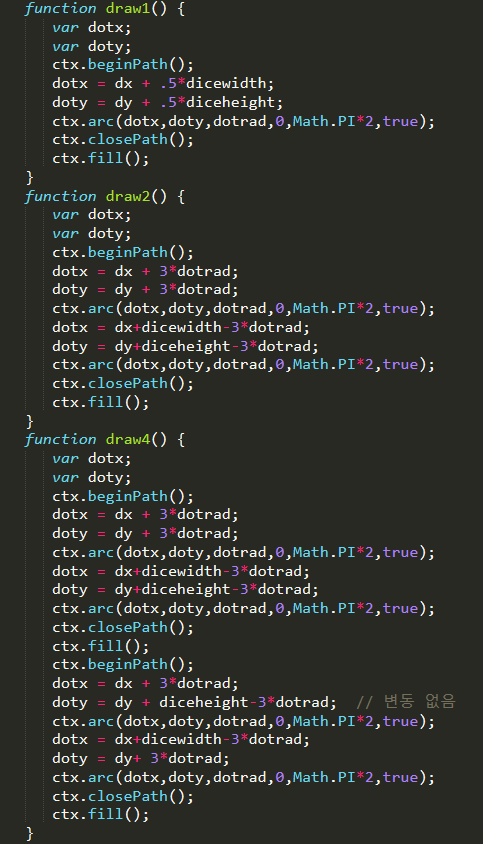 function draw1() {
var dotx;
var doty;
ctx.beginPath();
dotx = dx + .5*dicewidth;
doty = dy + .5*diceheight;
ctx.arc(dotx,doty,dotrad,0,Math.PI*2,true);
ctx.closePath();
ctx.fill();
}
function draw2() {
var dotx;
var doty;
ctx.beginPath();
dotx = dx + 3*dotrad;
doty = dy + 3*dotrad;
ctx.arc(dotx,doty,dotrad,0,Math.PI*2,true);
dotx = dx+dicewidth-3*dotrad;
doty = dy+diceheight-3*dotrad;
ctx.arc(dotx,doty,dotrad,0,Math.PI*2,true);
ctx.closePath();
ctx.fill();
}
function draw4() {
var dotx;
var doty;
ctx.beginPath();
dotx = dx + 3*dotrad;
doty = dy + 3*dotrad;
ctx.arc(dotx,doty,dotrad,0,Math.PI*2,true);
dotx = dx+dicewidth-3*dotrad;
doty = dy+diceheight-3*dotrad;
ctx.arc(dotx,doty,dotrad,0,Math.PI*2,true);
ctx.closePath();
ctx.fill();
ctx.beginPath();
dotx = dx + 3*dotrad;
doty = dy + diceheight-3*dotrad;  // 변동 없음
ctx.arc(dotx,doty,dotrad,0,Math.PI*2,true);
dotx = dx+dicewidth-3*dotrad;
doty = dy+ 3*dotrad;
ctx.arc(dotx,doty,dotrad,0,Math.PI*2,true);
ctx.closePath();
ctx.fill();
}